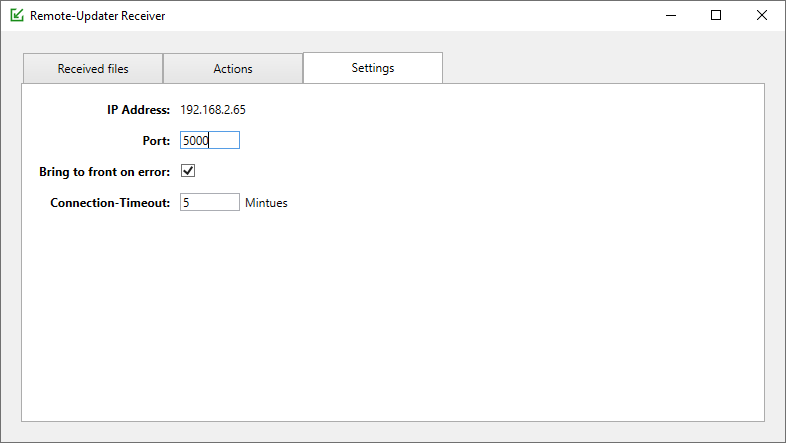 Remote-Updater Receiver
Received files Actions Settings
IP Address: 192.168.2.65
Port: 5000
Bring to front on error:
Connection-Timeout: 5 Mintues